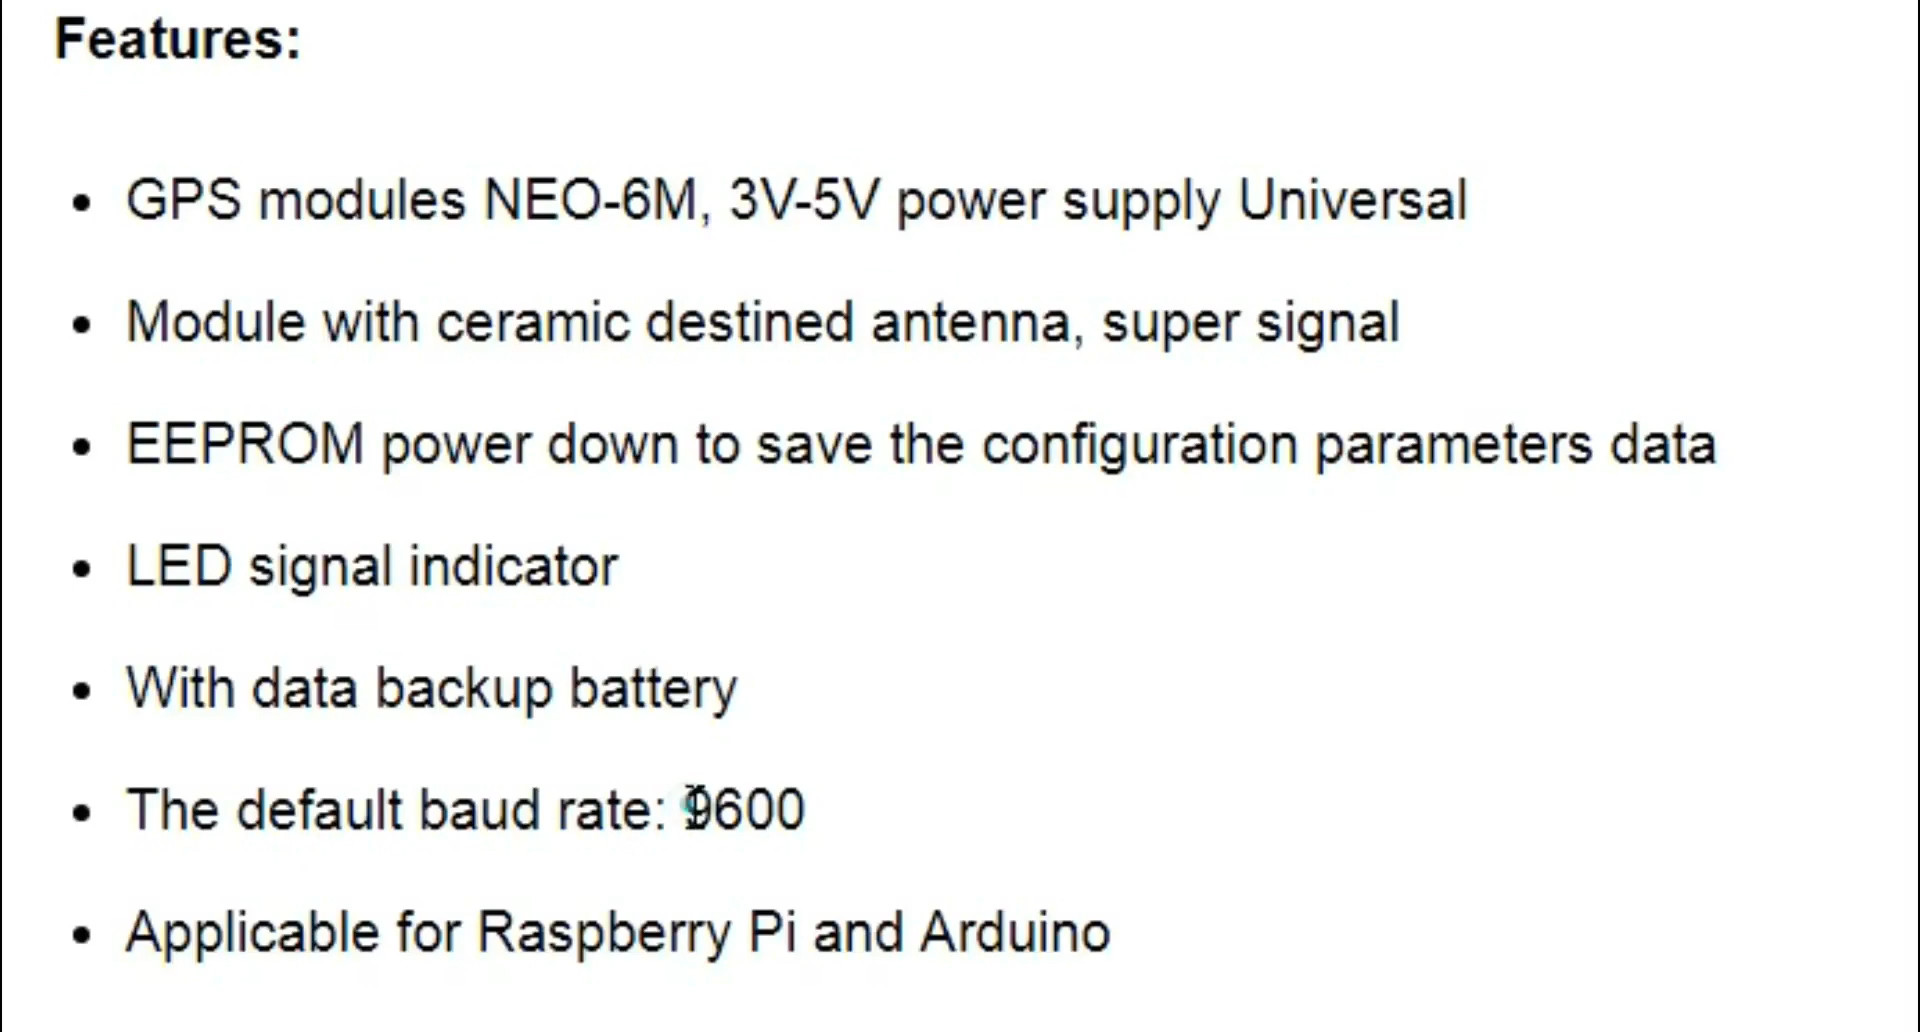 Features:
• GPS modules NEO-6M, 3V-5V power supply Universal
• Module with ceramic destined antenna, super signal
• EEPROM power down to save the configuration parameters data
• LED signal indicator
• With data backup battery
• The default baud rate: 9600
• Applicable for Raspberry Pi and Arduino